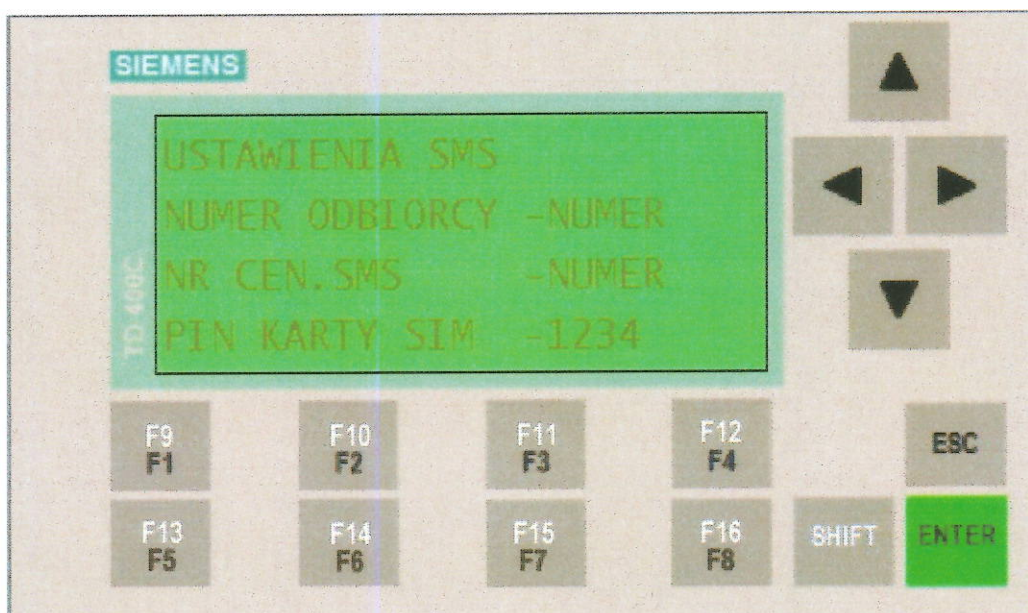 SIEMENS
TD 400C
USTAWIENIA SMS
NUMER ODBIORCY -NUMER
NR CEN.SMS -NUMER
PIN KARTY SIM -1234
F9 F10 F11 F12
F1 F2 F3 F4 ESC
F13 F14 F15 F16 SHIFT ENTER
F5 F6 F7 F8